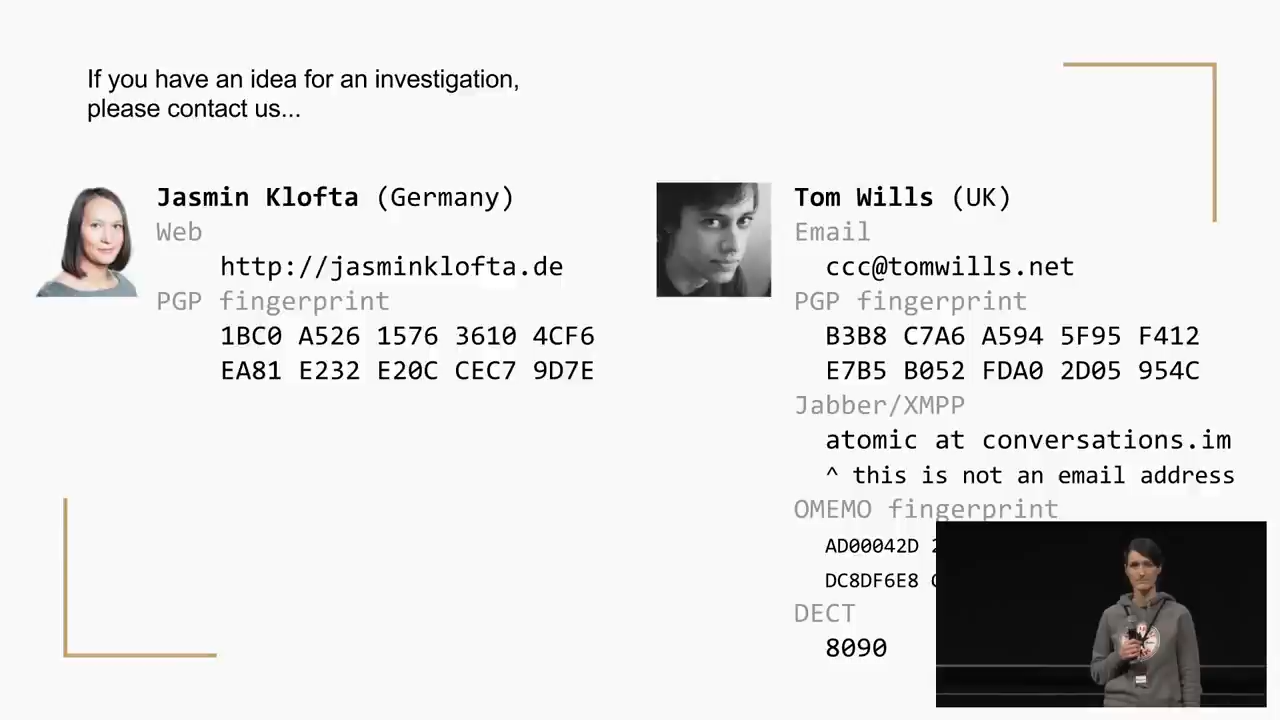 If you have an idea for an investigation,
please contact us...
Jasmin Klofta (Germany)
Web
http://jasminklofta.de
PGP fingerprint
1BC0 A526 1576 3610 4CF6
EA81 E232 E20C CEC7 9D7E
Tom Wills (UK)
Email
ccc@tomwills.net
PGP fingerprint
B3B8 C7A6 A594 5F95 F412
E7B5 B052 FDA0 2D05 954C
Jabber/XMPP
atomic at conversations.im
^ this is not an email address
OMEMO fingerprint
AD00042D
DC8DF6E8
DECT
8090